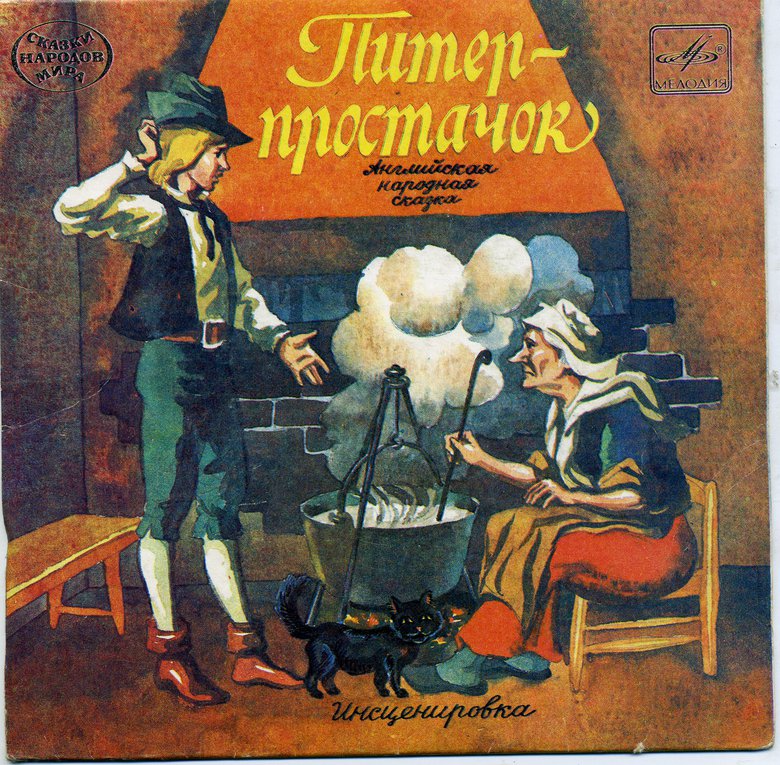 СКАЗКИ
НАРОДОВ
МИРА
Питер-
простачок
Английская
народная
сказка
®
МЕЛОДИЯ
Инсценировка